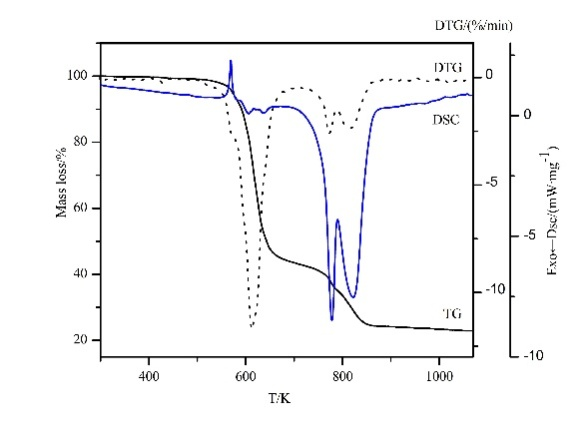 DTG/(%/min)
DTG
DSC
TG
100
80
60
40
20
Mass loss/%
0
-5
-10
0
-5
-10
Exo←Dsc/(mW·mg⁻¹)
400
600
800
1000
T/K